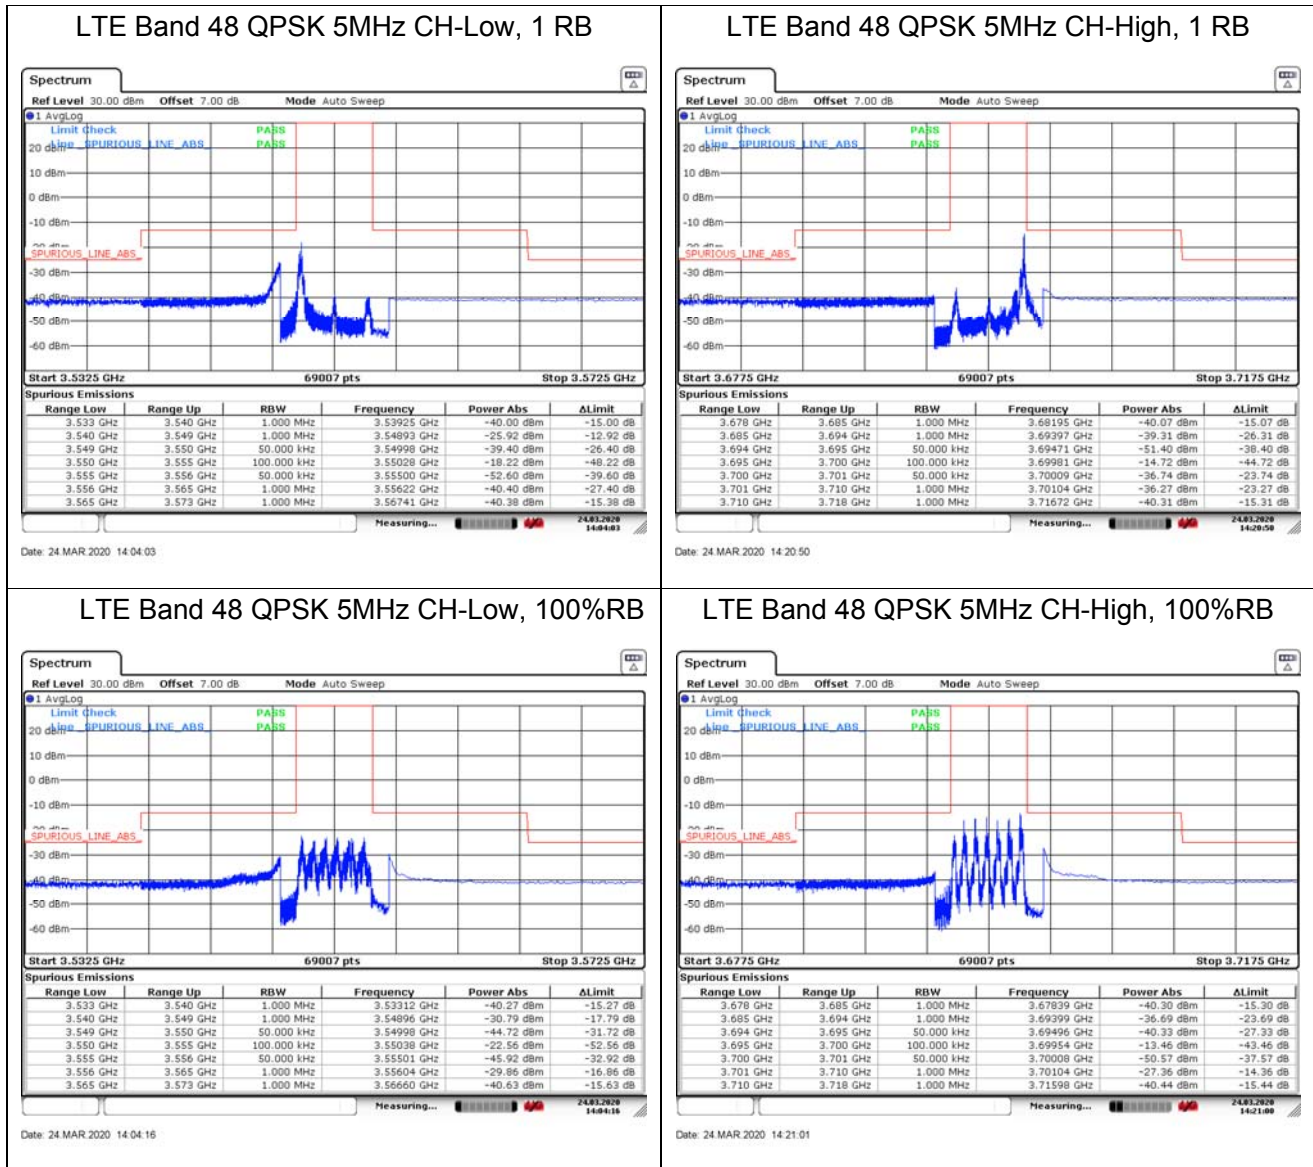 LTE Band 48 QPSK 5MHz CH-Low, 1 RB
Spectrum
Ref Level 30.00 dBm Offset 7.00 dB Mode Auto Sweep
1 AvgLog
Limit Check PASS
Line _SPURIOUS_LINE_ABS_ PASS
20 dBm
10 dBm
0 dBm
-10 dBm
-20 dBm
_SPURIOUS_LINE_ABS_
-30 dBm
-40 dBm
-50 dBm
-60 dBm
Start 3.5325 GHz 69007 pts Stop 3.5725 GHz
Spurious Emissions
Range Low Range Up RBW Frequency Power Abs ΔLimit
3.533 GHz 3.540 GHz 1.000 MHz 3.53925 GHz -40.00 dBm -15.00 dB
3.540 GHz 3.549 GHz 1.000 MHz 3.54893 GHz -25.92 dBm -12.92 dB
3.549 GHz 3.550 GHz 50.000 kHz 3.54998 GHz -39.40 dBm -26.40 dB
3.550 GHz 3.555 GHz 100.000 kHz 3.55028 GHz -18.22 dBm -48.22 dB
3.555 GHz 3.556 GHz 50.000 kHz 3.55500 GHz -52.60 dBm -39.60 dB
3.556 GHz 3.565 GHz 1.000 MHz 3.55622 GHz -40.40 dBm -27.40 dB
3.565 GHz 3.573 GHz 1.000 MHz 3.56741 GHz -40.38 dBm -15.38 dB
Measuring... 24.03.2020
14:04:03
Date: 24.MAR.2020 14:04:03
LTE Band 48 QPSK 5MHz CH-High, 1 RB
Spectrum
Ref Level 30.00 dBm Offset 7.00 dB Mode Auto Sweep
1 AvgLog
Limit Check PASS
Line _SPURIOUS_LINE_ABS_ PASS
20 dBm
10 dBm
0 dBm
-10 dBm
-20 dBm
_SPURIOUS_LINE_ABS_
-30 dBm
-40 dBm
-50 dBm
-60 dBm
Start 3.6775 GHz 69007 pts Stop 3.7175 GHz
Spurious Emissions
Range Low Range Up RBW Frequency Power Abs ΔLimit
3.678 GHz 3.685 GHz 1.000 MHz 3.68195 GHz -40.07 dBm -15.07 dB
3.685 GHz 3.694 GHz 1.000 MHz 3.69397 GHz -39.31 dBm -26.31 dB
3.694 GHz 3.695 GHz 50.000 kHz 3.69471 GHz -51.40 dBm -38.40 dB
3.695 GHz 3.700 GHz 100.000 kHz 3.69981 GHz -14.72 dBm -44.72 dB
3.700 GHz 3.701 GHz 50.000 kHz 3.70009 GHz -36.74 dBm -23.74 dB
3.701 GHz 3.710 GHz 1.000 MHz 3.70104 GHz -36.27 dBm -23.27 dB
3.710 GHz 3.718 GHz 1.000 MHz 3.71672 GHz -40.31 dBm -15.31 dB
Measuring... 24.03.2020
14:20:50
Date: 24.MAR.2020 14:20:50
LTE Band 48 QPSK 5MHz CH-Low, 100%RB
Spectrum
Ref Level 30.00 dBm Offset 7.00 dB Mode Auto Sweep
1 AvgLog
Limit Check PASS
Line _SPURIOUS_LINE_ABS_ PASS
20 dBm
10 dBm
0 dBm
-10 dBm
-20 dBm
_SPURIOUS_LINE_ABS_
-30 dBm
-40 dBm
-50 dBm
-60 dBm
Start 3.5325 GHz 69007 pts Stop 3.5725 GHz
Spurious Emissions
Range Low Range Up RBW Frequency Power Abs ΔLimit
3.533 GHz 3.540 GHz 1.000 MHz 3.53312 GHz -40.27 dBm -15.27 dB
3.540 GHz 3.549 GHz 1.000 MHz 3.54896 GHz -30.79 dBm -17.79 dB
3.549 GHz 3.550 GHz 50.000 kHz 3.54998 GHz -44.72 dBm -31.72 dB
3.550 GHz 3.555 GHz 100.000 kHz 3.55038 GHz -22.56 dBm -52.56 dB
3.555 GHz 3.556 GHz 50.000 kHz 3.55501 GHz -45.92 dBm -32.92 dB
3.556 GHz 3.565 GHz 1.000 MHz 3.55604 GHz -29.86 dBm -16.86 dB
3.565 GHz 3.573 GHz 1.000 MHz 3.56660 GHz -40.63 dBm -15.63 dB
Measuring... 24.03.2020
14:04:16
Date: 24.MAR.2020 14:04:16
LTE Band 48 QPSK 5MHz CH-High, 100%RB
Spectrum
Ref Level 30.00 dBm Offset 7.00 dB Mode Auto Sweep
1 AvgLog
Limit Check PASS
Line _SPURIOUS_LINE_ABS_ PASS
20 dBm
10 dBm
0 dBm
-10 dBm
-20 dBm
_SPURIOUS_LINE_ABS_
-30 dBm
-40 dBm
-50 dBm
-60 dBm
Start 3.6775 GHz 69007 pts Stop 3.7175 GHz
Spurious Emissions
Range Low Range Up RBW Frequency Power Abs ΔLimit
3.678 GHz 3.685 GHz 1.000 MHz 3.67839 GHz -40.30 dBm -15.30 dB
3.685 GHz 3.694 GHz 1.000 MHz 3.69399 GHz -36.69 dBm -23.69 dB
3.694 GHz 3.695 GHz 50.000 kHz 3.69496 GHz -40.33 dBm -27.33 dB
3.695 GHz 3.700 GHz 100.000 kHz 3.69954 GHz -13.46 dBm -43.46 dB
3.700 GHz 3.701 GHz 50.000 kHz 3.70008 GHz -50.57 dBm -37.57 dB
3.701 GHz 3.710 GHz 1.000 MHz 3.70104 GHz -27.36 dBm -14.36 dB
3.710 GHz 3.718 GHz 1.000 MHz 3.71598 GHz -40.44 dBm -15.44 dB
Measuring... 24.03.2020
14:21:00
Date: 24.MAR.2020 14:21:01